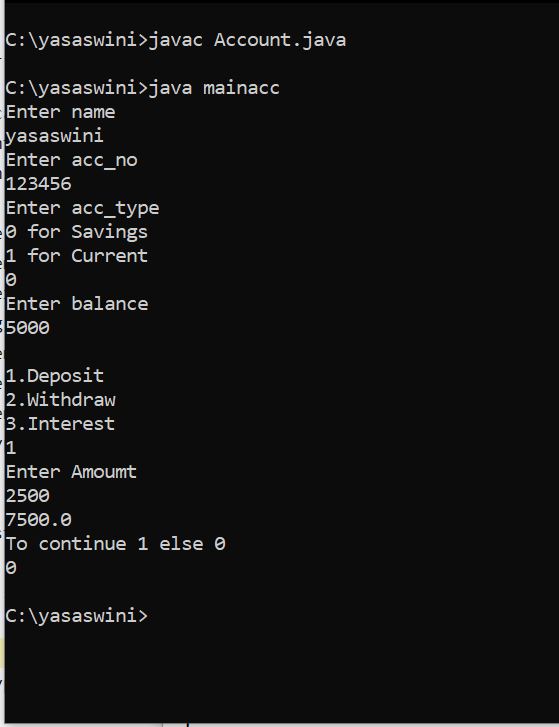 C:\yasaswini>javac Account.java
C:\yasaswini>java mainacc
Enter name
yasaswini
Enter acc_no
123456
Enter acc_type
0 for Savings
1 for Current
0
Enter balance
5000
1.Deposit
2.Withdraw
3.Interest
1
Enter Amoumt
2500
7500.0
To continue 1 else 0
0
C:\yasaswini>